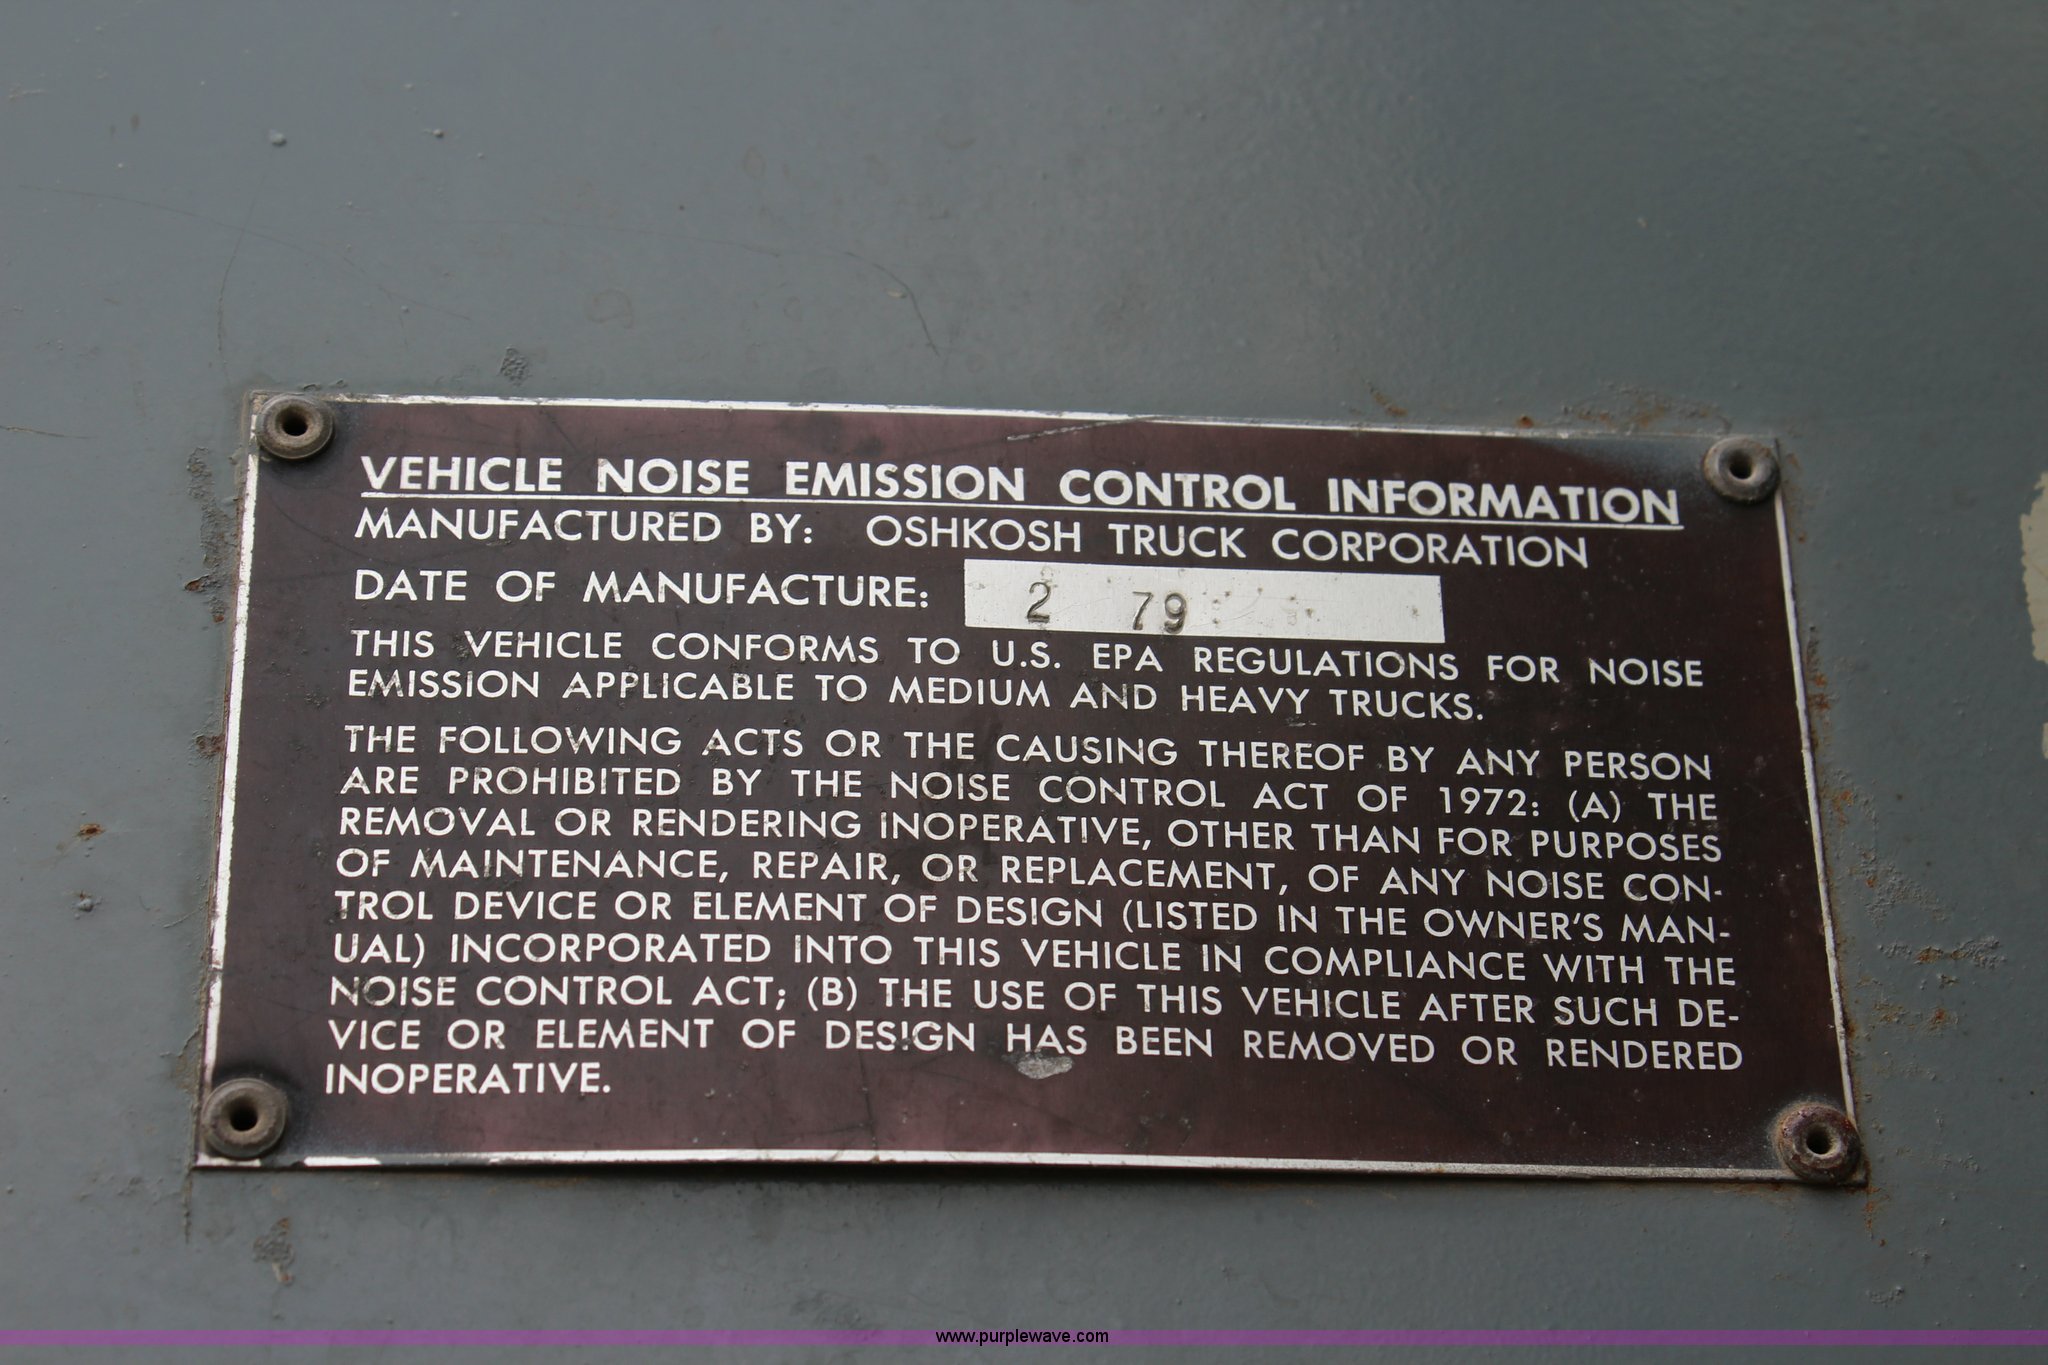 VEHICLE NOISE EMISSION CONTROL INFORMATION
MANUFACTURED BY: OSHKOSH TRUCK CORPORATION
DATE OF MANUFACTURE: 2 79
THIS VEHICLE CONFORMS TO U.S. EPA REGULATIONS FOR NOISE
EMISSION APPLICABLE TO MEDIUM AND HEAVY TRUCKS.
THE FOLLOWING ACTS OR THE CAUSING THEREOF BY ANY PERSON
ARE PROHIBITED BY THE NOISE CONTROL ACT OF 1972: (A) THE
REMOVAL OR RENDERING INOPERATIVE, OTHER THAN FOR PURPOSES
OF MAINTENANCE, REPAIR, OR REPLACEMENT, OF ANY NOISE CON-
TROL DEVICE OR ELEMENT OF DESIGN (LISTED IN THE OWNER'S MAN-
UAL) INCORPORATED INTO THIS VEHICLE IN COMPLIANCE WITH THE
NOISE CONTROL ACT; (B) THE USE OF THIS VEHICLE AFTER SUCH DE-
VICE OR ELEMENT OF DESIGN HAS BEEN REMOVED OR RENDERED
INOPERATIVE.
www.purplewave.com